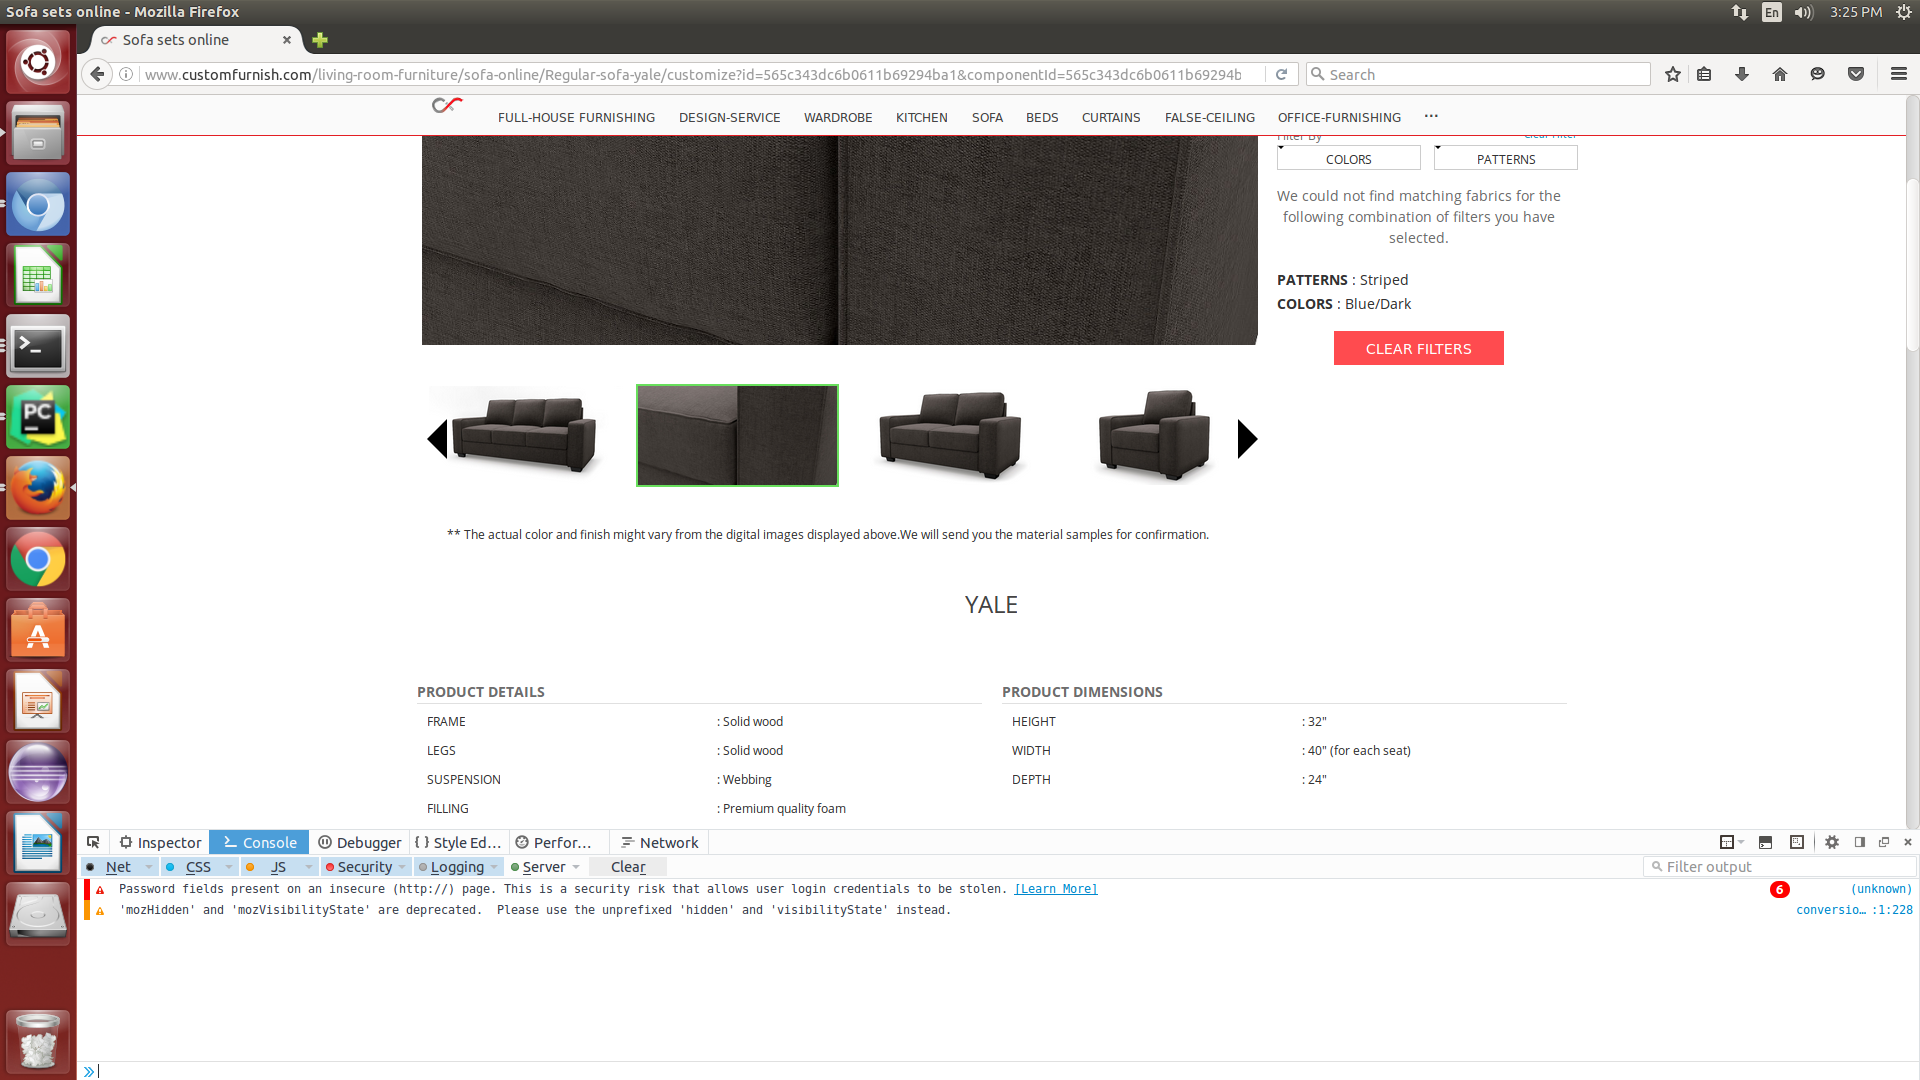 Sofa sets online - Mozilla Firefox
En
3:25 PM
Sofa sets online
www.customfurnish.com/living-room-furniture/sofa-online/Regular-sofa-yale/customize?id=565c343dc6b0611b69294ba1&componentId=565c343dc6b0611b69294b
Search
FULL-HOUSE FURNISHING DESIGN-SERVICE WARDROBE KITCHEN SOFA BEDS CURTAINS FALSE-CEILING OFFICE-FURNISHING ...
Filter By Clear Filter
COLORS PATTERNS
We could not find matching fabrics for the
following combination of filters you have
selected.
PATTERNS : Striped
COLORS : Blue/Dark
CLEAR FILTERS
** The actual color and finish might vary from the digital images displayed above.We will send you the material samples for confirmation.
YALE
PRODUCT DETAILS
FRAME : Solid wood
LEGS : Solid wood
SUSPENSION : Webbing
FILLING : Premium quality foam
PRODUCT DIMENSIONS
HEIGHT : 32"
WIDTH : 40" (for each seat)
DEPTH : 24"
Inspector Console Debugger Style Ed... Perfor... Network
Net CSS JS Security Logging Server Clear Filter output
Password fields present on an insecure (http://) page. This is a security risk that allows user login credentials to be stolen. [Learn More] 6 (unknown)
'mozHidden' and 'mozVisibilityState' are deprecated. Please use the unprefixed 'hidden' and 'visibilityState' instead. conversio… :1:228
PC